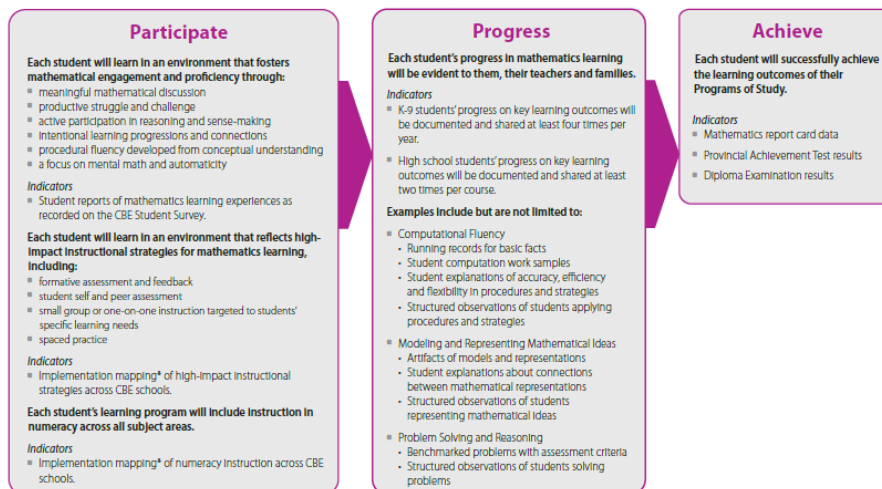 Participate
Each student will learn in an environment that fosters
mathematical engagement and proficiency through:
meaningful mathematical discussion
productive struggle and challenge
active participation in reasoning and sense-making
intentional learning progressions and connections
procedural fluency developed from conceptual understanding
a focus on mental math and automaticity
Indicators
Student reports of mathematics learning experiences as
recorded on the CBE Student Survey.
Each student will learn in an environment that reflects high-
impact instructional strategies for mathematics learning,
including:
formative assessment and feedback
student self and peer assessment
small group or one-on-one instruction targeted to students'
specific learning needs
spaced practice
Indicators
Implementation mapping* of high-impact instructional
strategies across CBE schools.
Each student's learning program will include instruction in
numeracy across all subject areas.
Indicators
Implementation mapping* of numeracy instruction across CBE
schools.
Progress
Each student's progress in mathematics learning
will be evident to them, their teachers and families.
Indicators
K-9 students' progress on key learning outcomes will
be documented and shared at least four times per
year.
High school students' progress on key learning
outcomes will be documented and shared at least
two times per course.
Examples include but are not limited to:
Computational Fluency
Running records for basic facts
Student computation work samples
Student explanations of accuracy, efficiency
and flexibility in procedures and strategies
Structured observations of students applying
procedures and strategies
Modeling and Representing Mathematical Ideas
Artifacts of models and representations
Student explanations about connections
between mathematical representations
Structured observations of students
representing mathematical ideas
Problem Solving and Reasoning
Benchmarked problems with assessment criteria
Structured observations of students solving
problems
Achieve
Each student will successfully achieve
the learning outcomes of their
Programs of Study.
Indicators
Mathematics report card data
Provincial Achievement Test results
Diploma Examination results